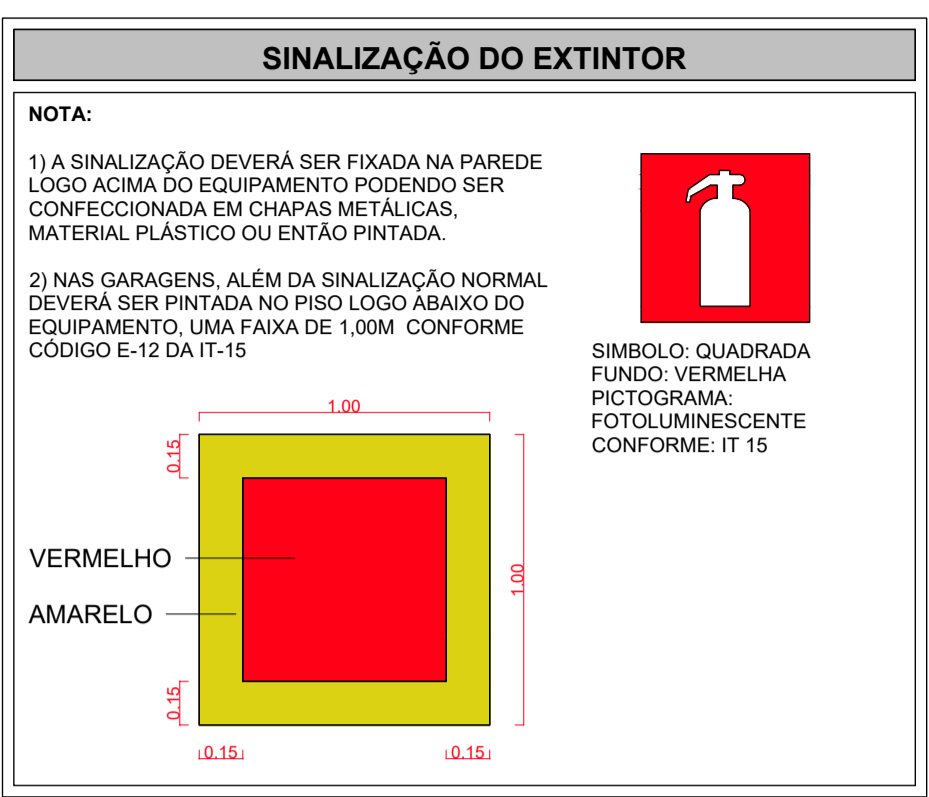 SINALIZAÇÃO DO EXTINTOR
NOTA:
1) A SINALIZAÇÃO DEVERÁ SER FIXADA NA PAREDE
LOGO ACIMA DO EQUIPAMENTO PODENDO SER
CONFECCIONADA EM CHAPAS METÁLICAS,
MATERIAL PLÁSTICO OU ENTÃO PINTADA.
2) NAS GARAGENS, ALÉM DA SINALIZAÇÃO NORMAL
DEVERÁ SER PINTADA NO PISO LOGO ABAIXO DO
EQUIPAMENTO, UMA FAIXA DE 1,00M CONFORME
CÓDIGO E-12 DA IT-15
SIMBOLO: QUADRADA
FUNDO: VERMELHA
PICTOGRAMA:
FOTOLUMINESCENTE
CONFORME: IT 15
1.00
0.15
VERMELHO
1.00
AMARELO
0.15
0.15
0.15